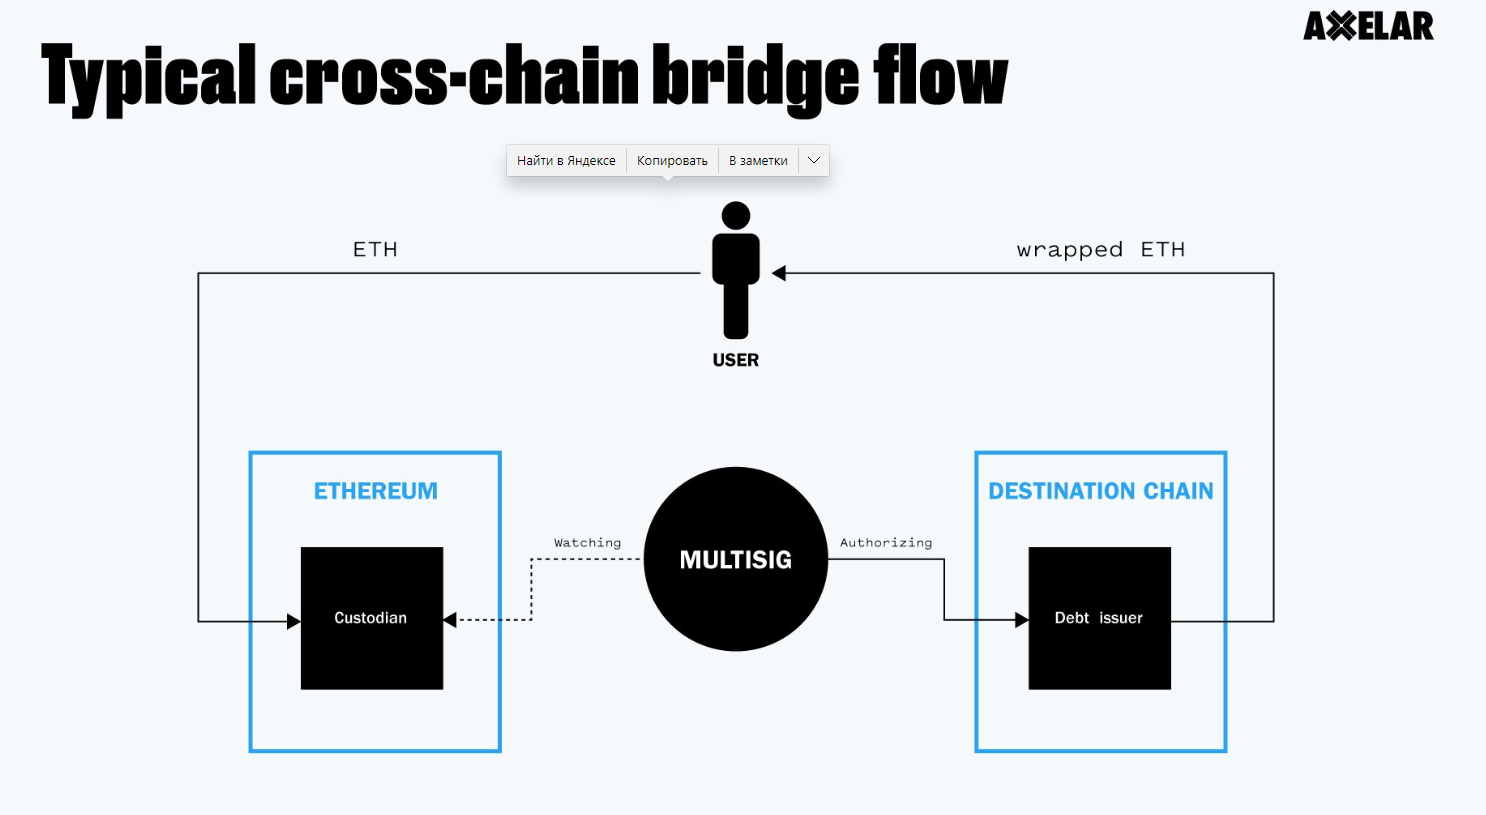 AXELAR
Typical cross-chain bridge flow
Найти в Яндексе Копировать В заметки
ETH
wrapped ETH
USER
ETHEREUM
DESTINATION CHAIN
Watching
MULTISIG
Authorizing
Custodian
Debt issuer